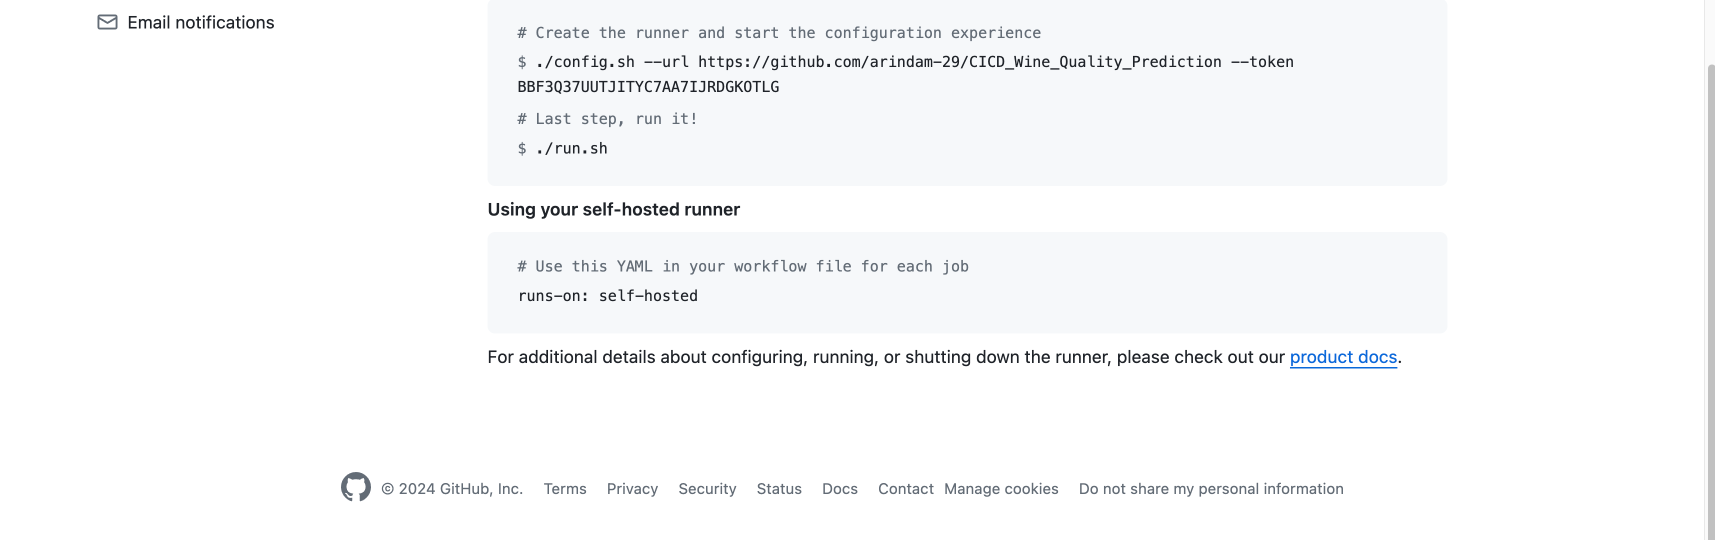 Email notifications
# Create the runner and start the configuration experience
$ ./config.sh --url https://github.com/arindam-29/CICD_Wine_Quality_Prediction --token
BBF3Q37UUTJITYC7AA7IJRDGKOTLG
# Last step, run it!
$ ./run.sh
Using your self-hosted runner
# Use this YAML in your workflow file for each job
runs-on: self-hosted
For additional details about configuring, running, or shutting down the runner, please check out our product docs.
© 2024 GitHub, Inc. Terms Privacy Security Status Docs Contact Manage cookies Do not share my personal information